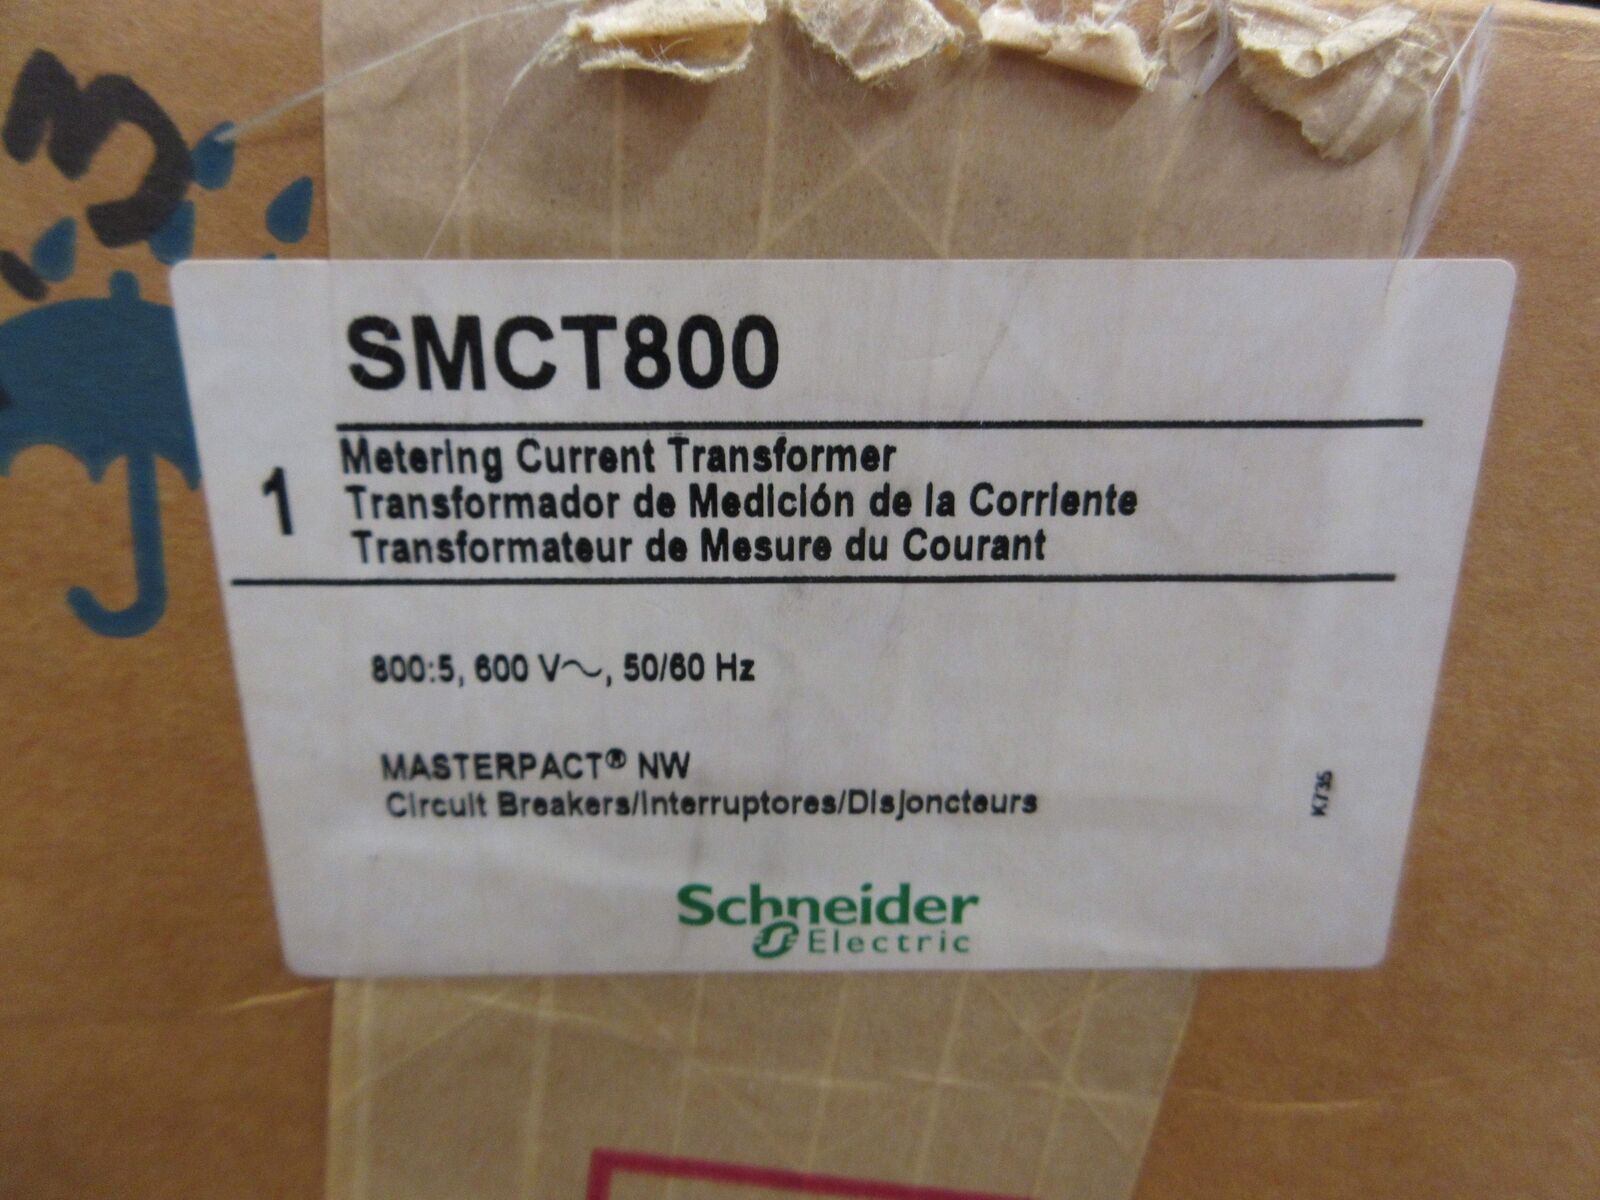 3
SMCT800
1
Metering Current Transformer
Transformador de Medición de la Corriente
Transformateur de Mesure du Courant
800:5, 600 V~, 50/60 Hz
MASTERPACT® NW
Circuit Breakers/Interruptores/Disjoncteurs
K735
Schneider
Electric